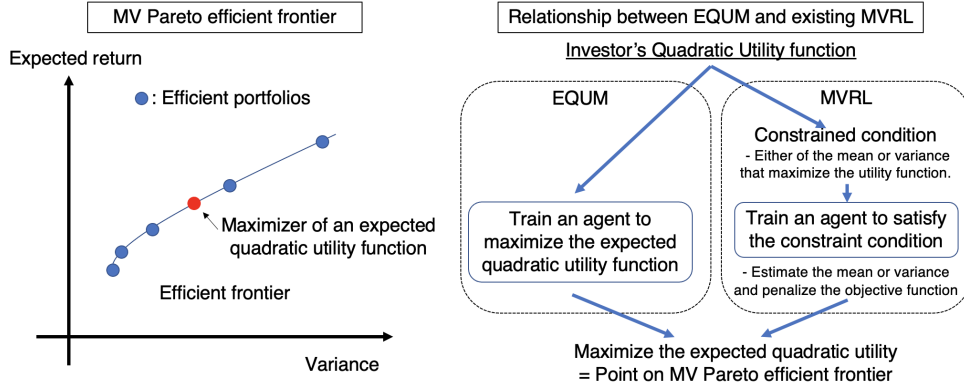 MV Pareto efficient frontier
Expected return
: Efficient portfolios
Maximizer of an expected
quadratic utility function
Efficient frontier
Variance
Relationship between EQUM and existing MVRL
Investor's Quadratic Utility function
EQUM
Train an agent to
maximize the expected
quadratic utility function
MVRL
Constrained condition
- Either of the mean or variance
that maximize the utility function.
Train an agent to satisfy
the constraint condition
- Estimate the mean or variance
and penalize the objective function
Maximize the expected quadratic utility
= Point on MV Pareto efficient frontier